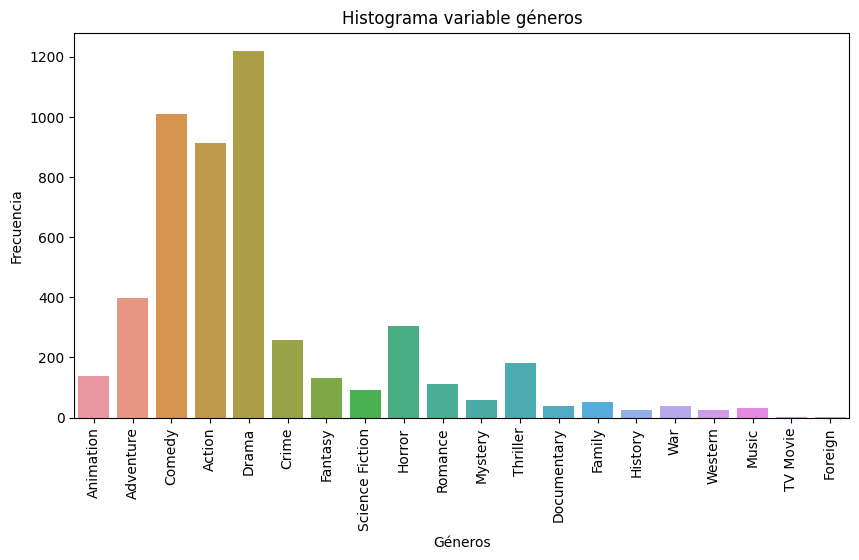 Histograma variable géneros
Frecuencia
1200
1000
800
600
400
200
0
Animation
Adventure
Comedy
Action
Drama
Crime
Fantasy
Science Fiction
Horror
Romance
Mystery
Thriller
Documentary
Family
History
War
Western
Music
TV Movie
Foreign
Géneros